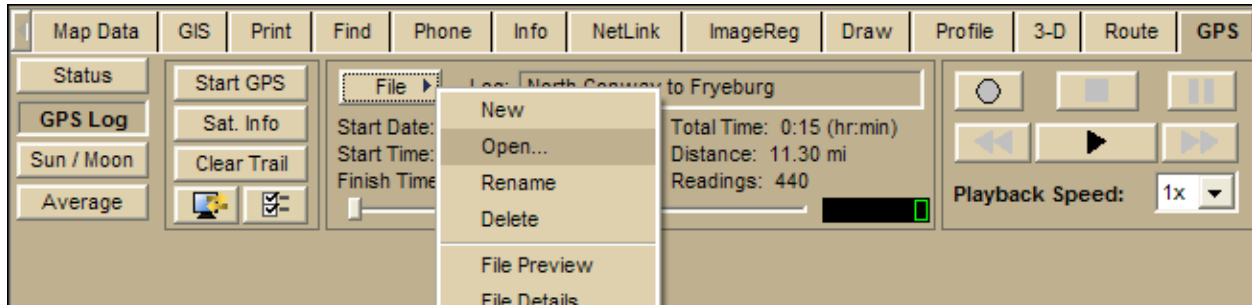 Map Data GIS Print Find Phone Info NetLink ImageReg Draw Profile 3-D Route GPS
Status
GPS Log
Sun / Moon
Average
Start GPS
Sat. Info
Clear Trail
File
North Conway to Fryeburg
Start Date:
Start Time:
Finish Time
Total Time: 0:15 (hr:min)
Distance: 11.30 mi
Readings: 440
New
Open...
Rename
Delete
File Preview
File Details
Playback Speed: 1x